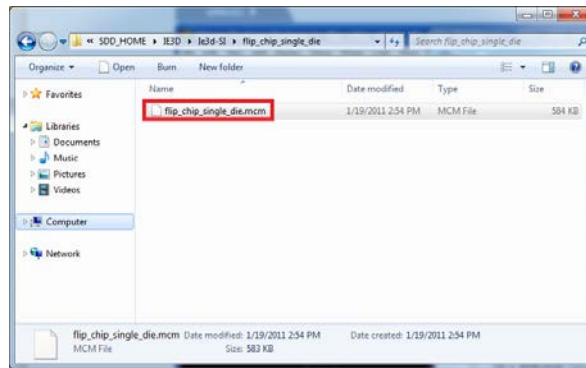 « SDD_HOME ▸ IE3D ▸ Ie3d-SI ▸ flip_chip_single_die
Search flip_chip_single_die
Organize Open Burn New folder
Favorites
Libraries
Documents
Music
Pictures
Videos
Computer
Network
Name Date modified Type Size
flip_chip_single_die.mcm 1/19/2011 2:54 PM MCM File 584 KB
flip_chip_single_die.mcm Date modified: 1/19/2011 2:54 PM Date created: 1/19/2011 2:54 PM
MCM File Size: 583 KB